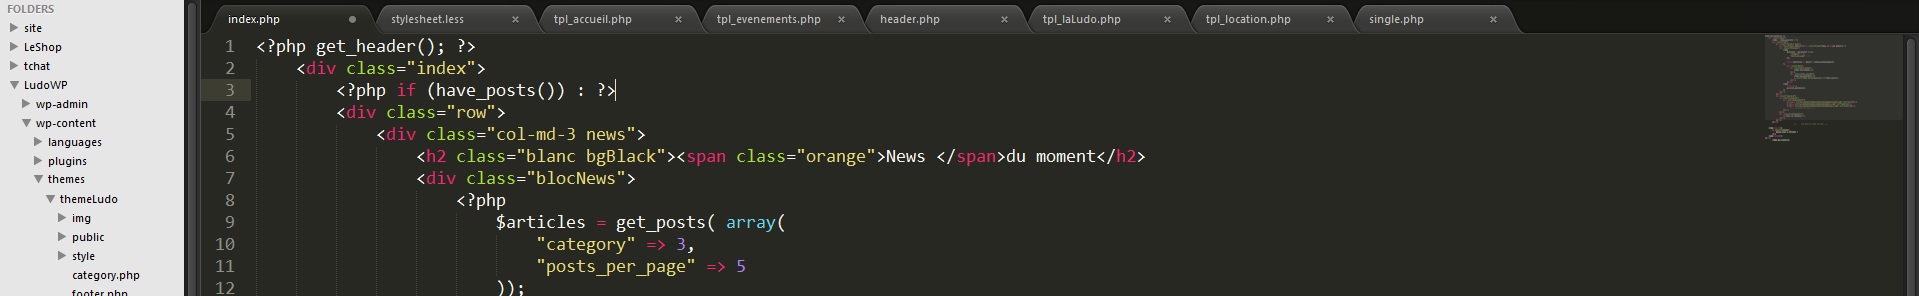 FOLDERS
site
LeShop
tchat
LudoWP
wp-admin
wp-content
languages
plugins
themes
themeLudo
img
public
style
category.php
footer.php
index.php stylesheet.less tpl_accueil.php tpl_evenements.php header.php tpl_laLudo.php tpl_location.php single.php
1 <?php get_header(); ?>
2 <div class="index">
3 <?php if (have_posts()) : ?>
4 <div class="row">
5 <div class="col-md-3 news">
6 <h2 class="blanc bgBlack"><span class="orange">News </span>du moment</h2>
7 <div class="blocNews">
8 <?php
9 $articles = get_posts( array(
10 "category" => 3,
11 "posts_per_page" => 5
12 ));